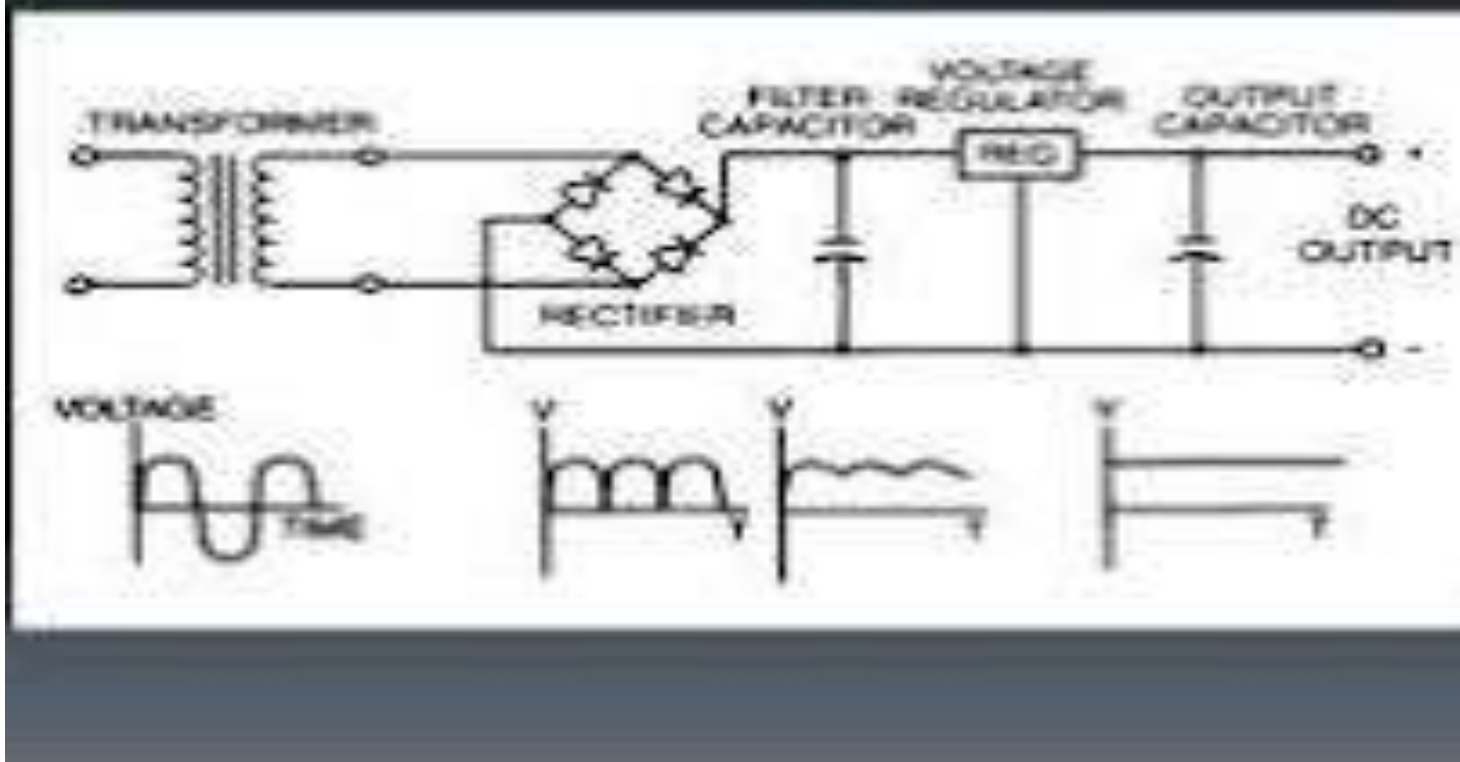 TRANSFORMER
FILTER
CAPACITOR
VOLTAGE
REGULATOR
OUTPUT
CAPACITOR
REG
+
DC
OUTPUT
RECTIFIER
-
VOLTAGE
TIME
V
T
V
T
V
T